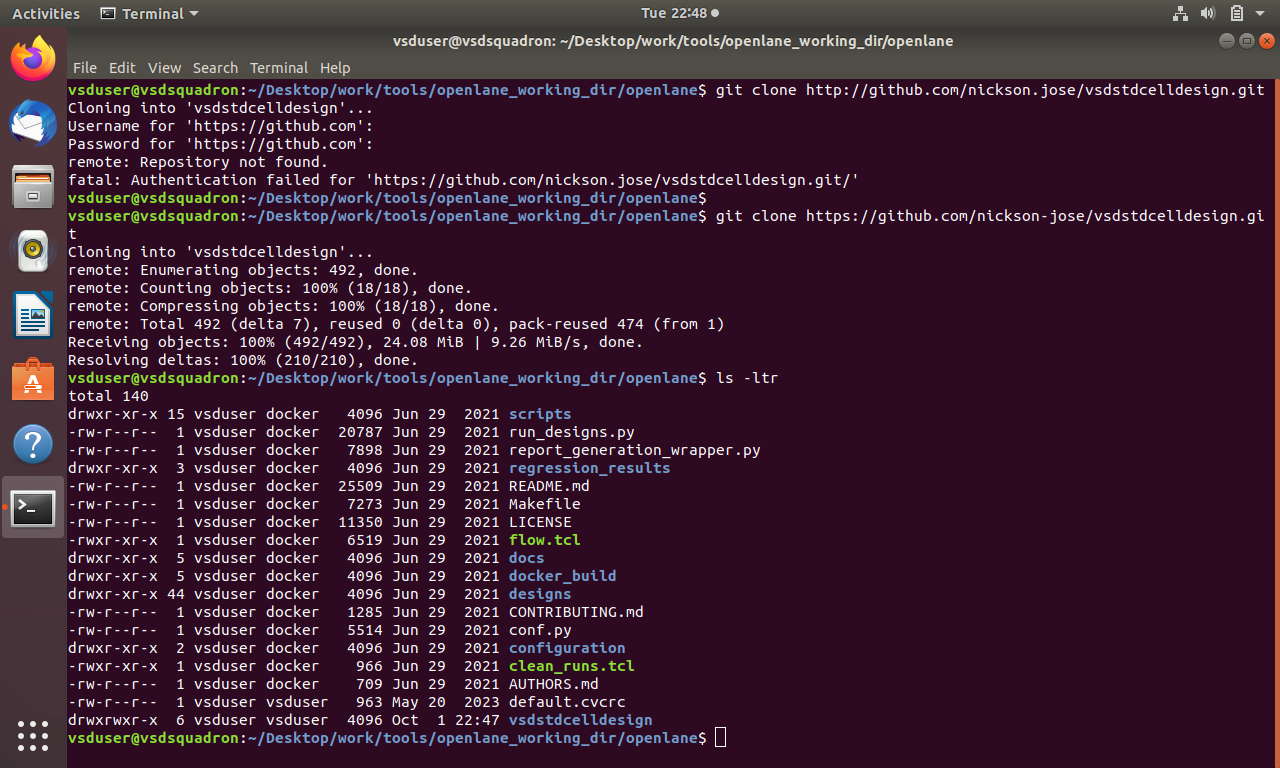 Activities Terminal Tue 22:48
vsduser@vsdsquadron: ~/Desktop/work/tools/openlane_working_dir/openlane
File Edit View Search Terminal Help
vsduser@vsdsquadron:~/Desktop/work/tools/openlane_working_dir/openlane$ git clone http://github.com/nickson.jose/vsdstdcelldesign.git
Cloning into 'vsdstdcelldesign'...
Username for 'https://github.com':
Password for 'https://github.com':
remote: Repository not found.
fatal: Authentication failed for 'https://github.com/nickson.jose/vsdstdcelldesign.git/'
vsduser@vsdsquadron:~/Desktop/work/tools/openlane_working_dir/openlane$
vsduser@vsdsquadron:~/Desktop/work/tools/openlane_working_dir/openlane$ git clone https://github.com/nickson-jose/vsdstdcelldesign.gi
t
Cloning into 'vsdstdcelldesign'...
remote: Enumerating objects: 492, done.
remote: Counting objects: 100% (18/18), done.
remote: Compressing objects: 100% (18/18), done.
remote: Total 492 (delta 7), reused 0 (delta 0), pack-reused 474 (from 1)
Receiving objects: 100% (492/492), 24.08 MiB | 9.26 MiB/s, done.
Resolving deltas: 100% (210/210), done.
vsduser@vsdsquadron:~/Desktop/work/tools/openlane_working_dir/openlane$ ls -ltr
total 140
drwxr-xr-x 15 vsduser docker   4096 Jun 29  2021 scripts
-rw-r--r--  1 vsduser docker  20787 Jun 29  2021 run_designs.py
-rw-r--r--  1 vsduser docker   7898 Jun 29  2021 report_generation_wrapper.py
drwxr-xr-x  3 vsduser docker   4096 Jun 29  2021 regression_results
-rw-r--r--  1 vsduser docker  25509 Jun 29  2021 README.md
-rw-r--r--  1 vsduser docker   7273 Jun 29  2021 Makefile
-rw-r--r--  1 vsduser docker  11350 Jun 29  2021 LICENSE
-rwxr-xr-x  1 vsduser docker   6519 Jun 29  2021 flow.tcl
drwxr-xr-x  5 vsduser docker   4096 Jun 29  2021 docs
drwxr-xr-x  5 vsduser docker   4096 Jun 29  2021 docker_build
drwxr-xr-x 44 vsduser docker   4096 Jun 29  2021 designs
-rw-r--r--  1 vsduser docker   1285 Jun 29  2021 CONTRIBUTING.md
-rw-r--r--  1 vsduser docker   5514 Jun 29  2021 conf.py
drwxr-xr-x  2 vsduser docker   4096 Jun 29  2021 configuration
-rwxr-xr-x  1 vsduser docker    966 Jun 29  2021 clean_runs.tcl
-rw-r--r--  1 vsduser docker    709 Jun 29  2021 AUTHORS.md
-rw-r--r--  1 vsduser vsduser   963 May 20  2023 default.cvcrc
drwxrwxr-x  6 vsduser vsduser  4096 Oct  1 22:47 vsdstdcelldesign
vsduser@vsdsquadron:~/Desktop/work/tools/openlane_working_dir/openlane$